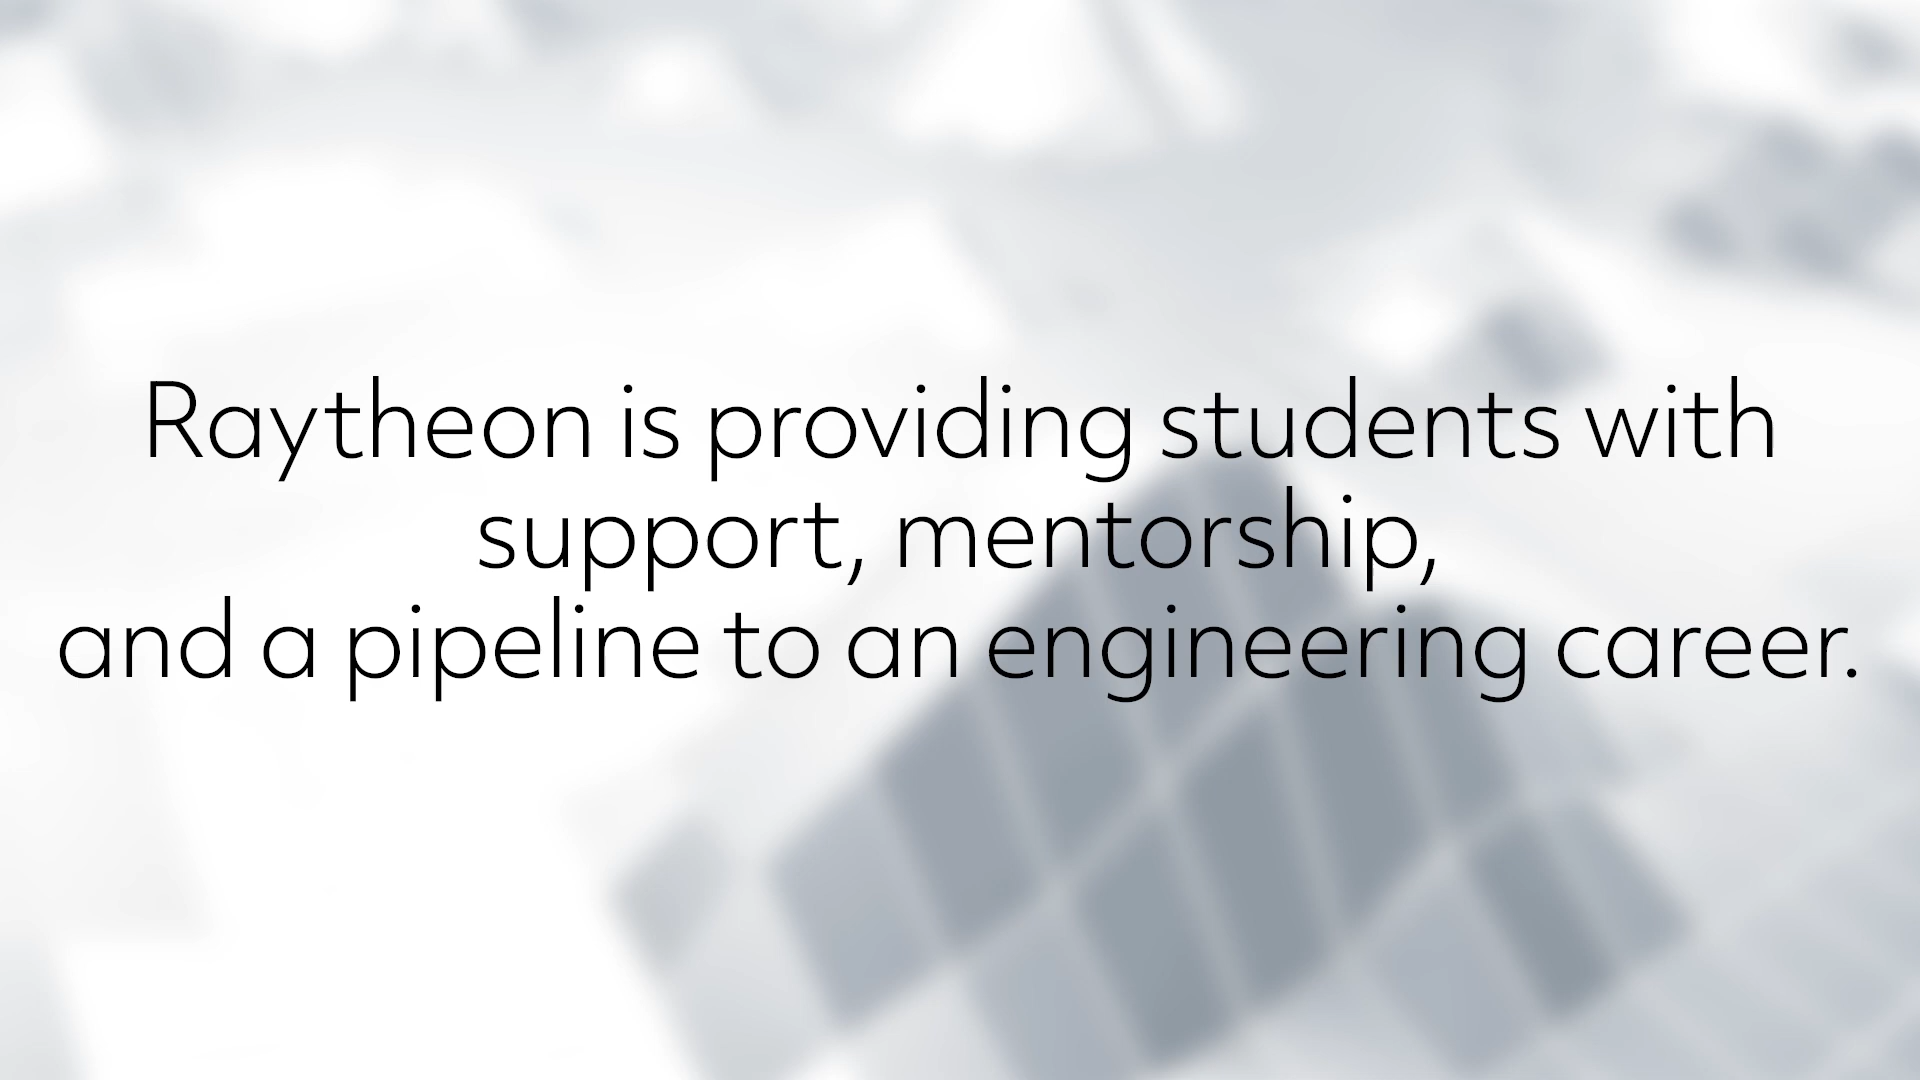 Raytheon is providing students with
support, mentorship,
and a pipeline to an engineering career.